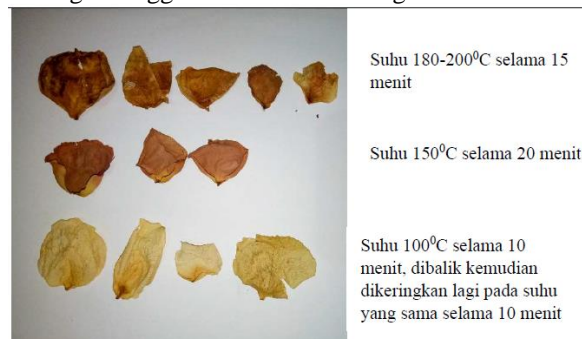 Suhu 180-200⁰C selama 15
menit
Suhu 150⁰C selama 20 menit
Suhu 100⁰C selama 10
menit, dibalik kemudian
dikeringkan lagi pada suhu
yang sama selama 10 menit